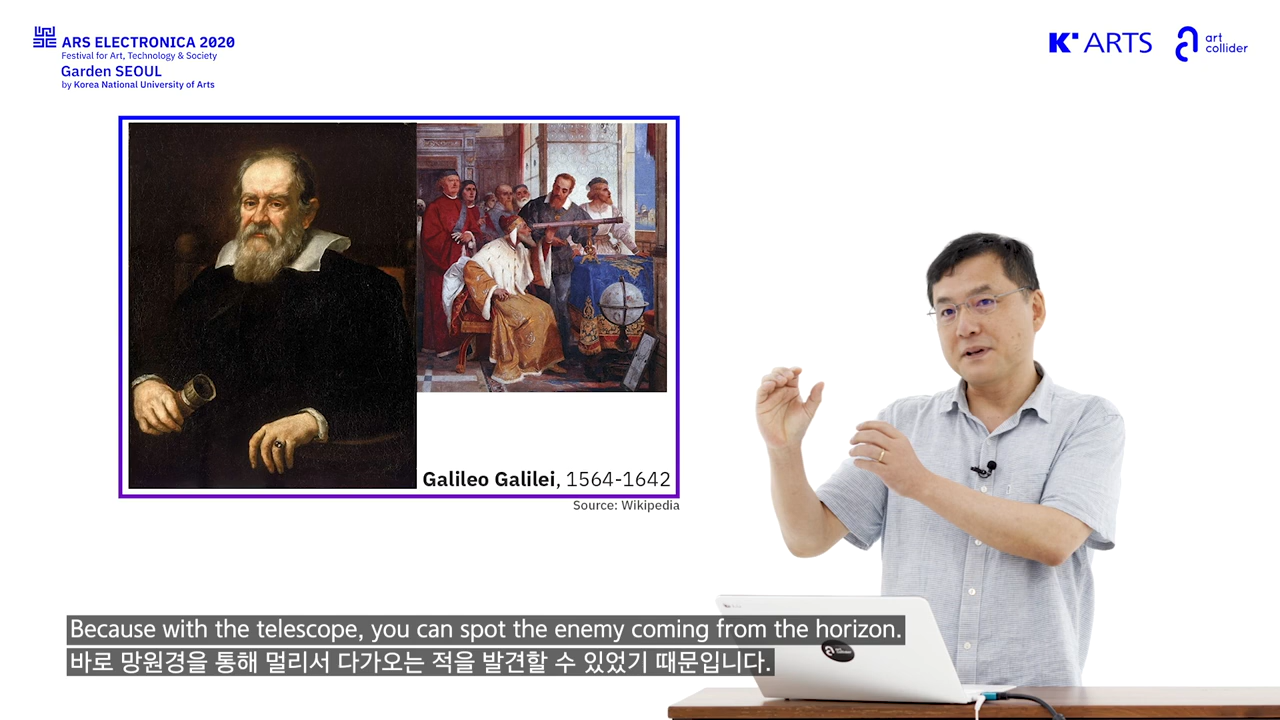 ARS ELECTRONICA 2020
Festival for Art, Technology & Society
Garden SEOUL
by Korea National University of Arts
K'ARTS
art
collider
Galileo Galilei, 1564-1642
Source: Wikipedia
Because with the telescope, you can spot the enemy coming from the horizon.
바로 망원경을 통해 멀리서 다가오는 적을 발견할 수 있었기 때문입니다.
art
collider